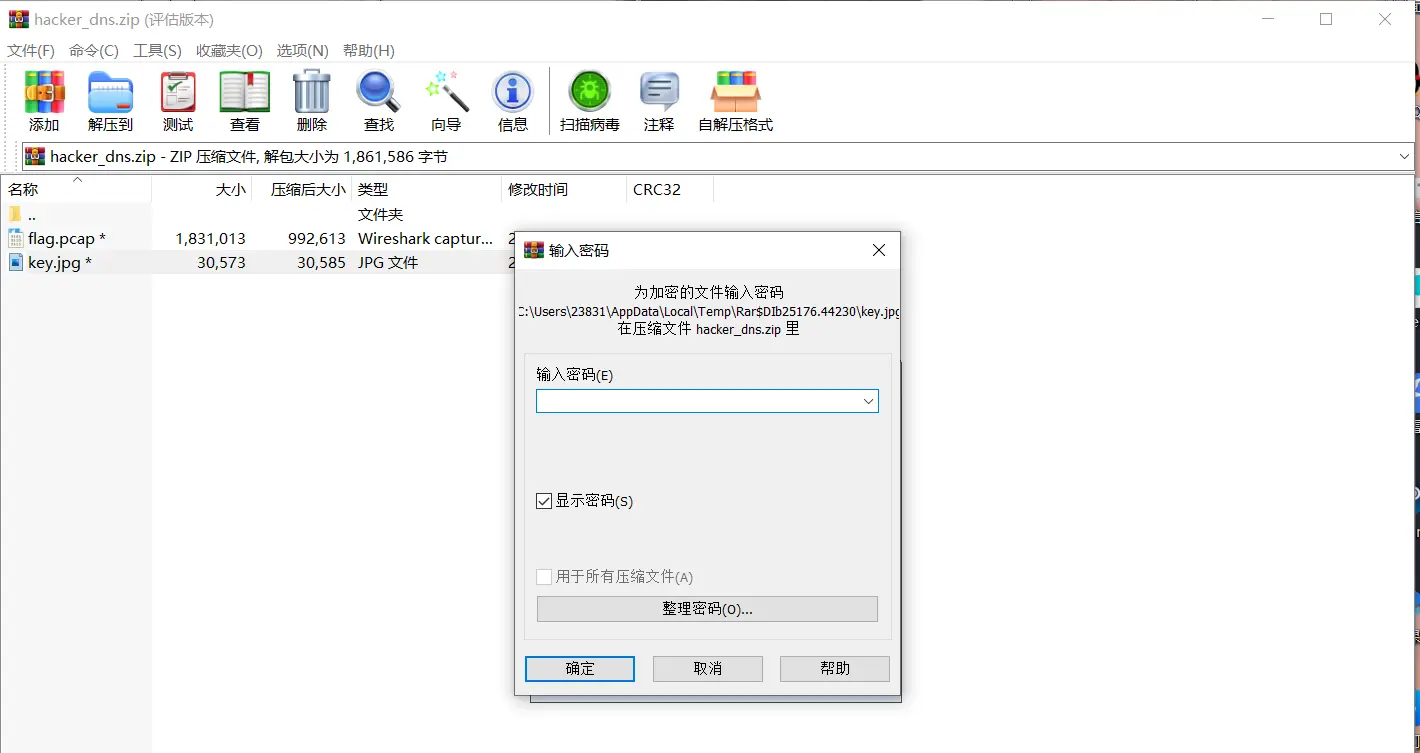 hacker_dns.zip (评估版本)
文件(F) 命令(C) 工具(S) 收藏夹(O) 选项(N) 帮助(H)
添加 解压到 测试 查看 删除 查找 向导 信息 扫描病毒 注释 自解压格式
hacker_dns.zip - ZIP 压缩文件, 解包大小为 1,861,586 字节
名称 大小 压缩后大小 类型 修改时间 CRC32
.. 文件夹
flag.pcap * 1,831,013 992,613 Wireshark captur... 2
key.jpg * 30,573 30,585 JPG 文件 2
输入密码
为加密的文件输入密码
C:\Users\23831\AppData\Local\Temp\Rar$DIb25176.44230\key.jpg
在压缩文件 hacker_dns.zip 里
输入密码(E)
显示密码(S)
用于所有压缩文件(A)
整理密码(O)...
确定 取消 帮助